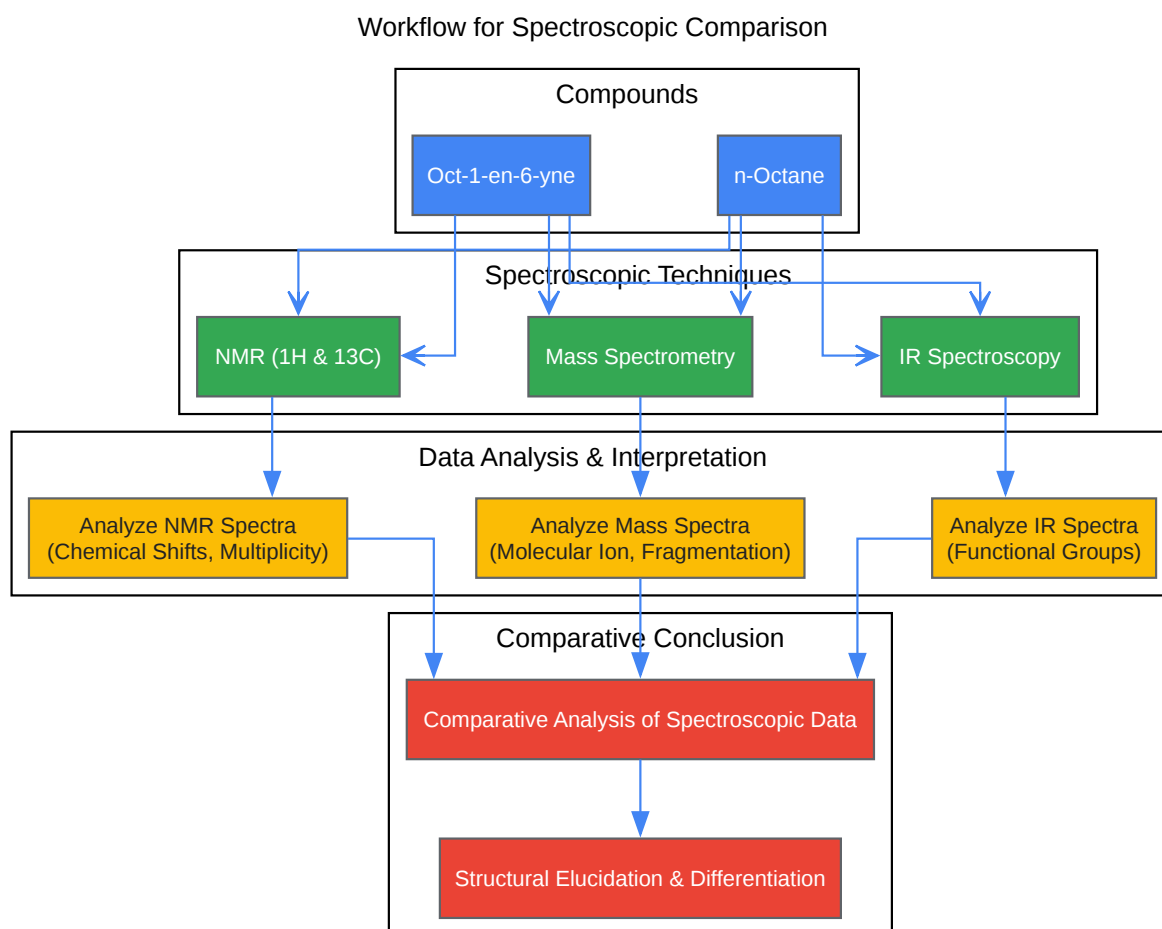 Workflow for Spectroscopic Comparison
Compounds
Oct-1-en-6-yne
n-Octane
Spectroscopic Techniques
NMR (1H & 13C)
Mass Spectrometry
IR Spectroscopy
Data Analysis & Interpretation
Analyze NMR Spectra
(Chemical Shifts, Multiplicity)
Analyze Mass Spectra
(Molecular Ion, Fragmentation)
Analyze IR Spectra
(Functional Groups)
Comparative Conclusion
Comparative Analysis of Spectroscopic Data
Structural Elucidation & Differentiation